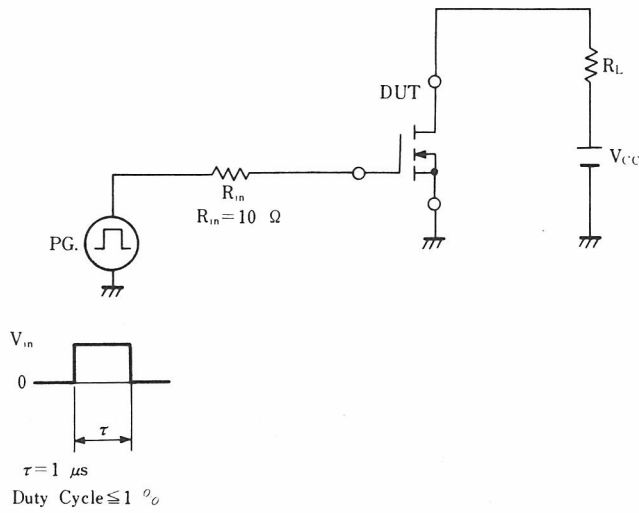 DUT
R_L
V_CC
R_in
R_in=10 Ω
PG.
V_in
0
τ
τ=1 μs
Duty Cycle≦1 %